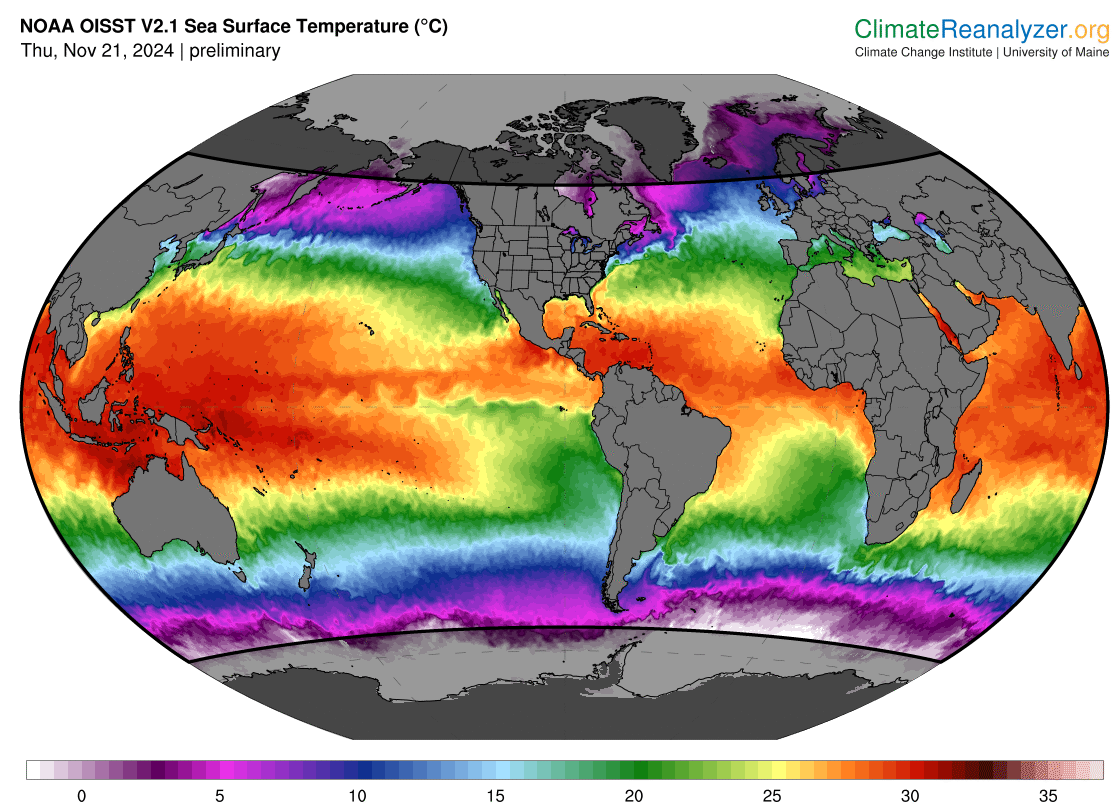 NOAA OISST V2.1 Sea Surface Temperature (°C)
Thu, Nov 21, 2024 | preliminary
ClimateReanalyzer.org
Climate Change Institute | University of Maine
0 5 10 15 20 25 30 35